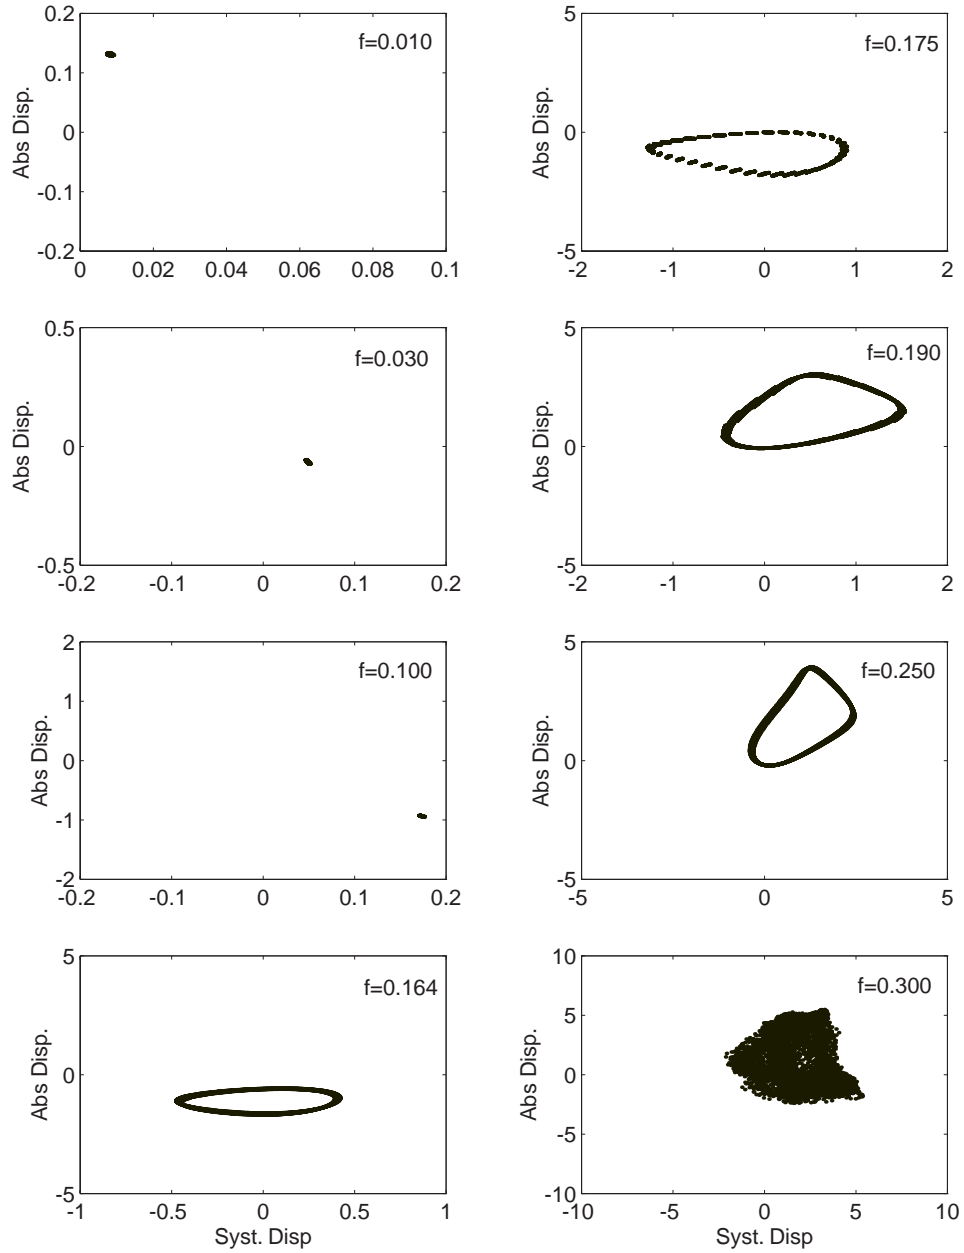 0.2
0.1
0
-0.1
-0.2
Abs Disp.
f=0.010
0 0.02 0.04 0.06 0.08 0.1
5
0
-5
Abs Disp.
f=0.175
-2 -1 0 1 2
0.5
0
-0.5
Abs Disp.
f=0.030
-0.2 -0.1 0 0.1 0.2
5
0
-5
Abs Disp.
f=0.190
-2 -1 0 1 2
2
1
0
-1
-2
Abs Disp.
f=0.100
-0.2 -0.1 0 0.1 0.2
5
0
-5
Abs Disp.
f=0.250
-5 0 5
5
0
-5
Abs Disp.
f=0.164
-1 -0.5 0 0.5 1
Syst. Disp
10
5
0
-5
-10
Abs Disp.
f=0.300
-10 -5 0 5 10
Syst. Disp